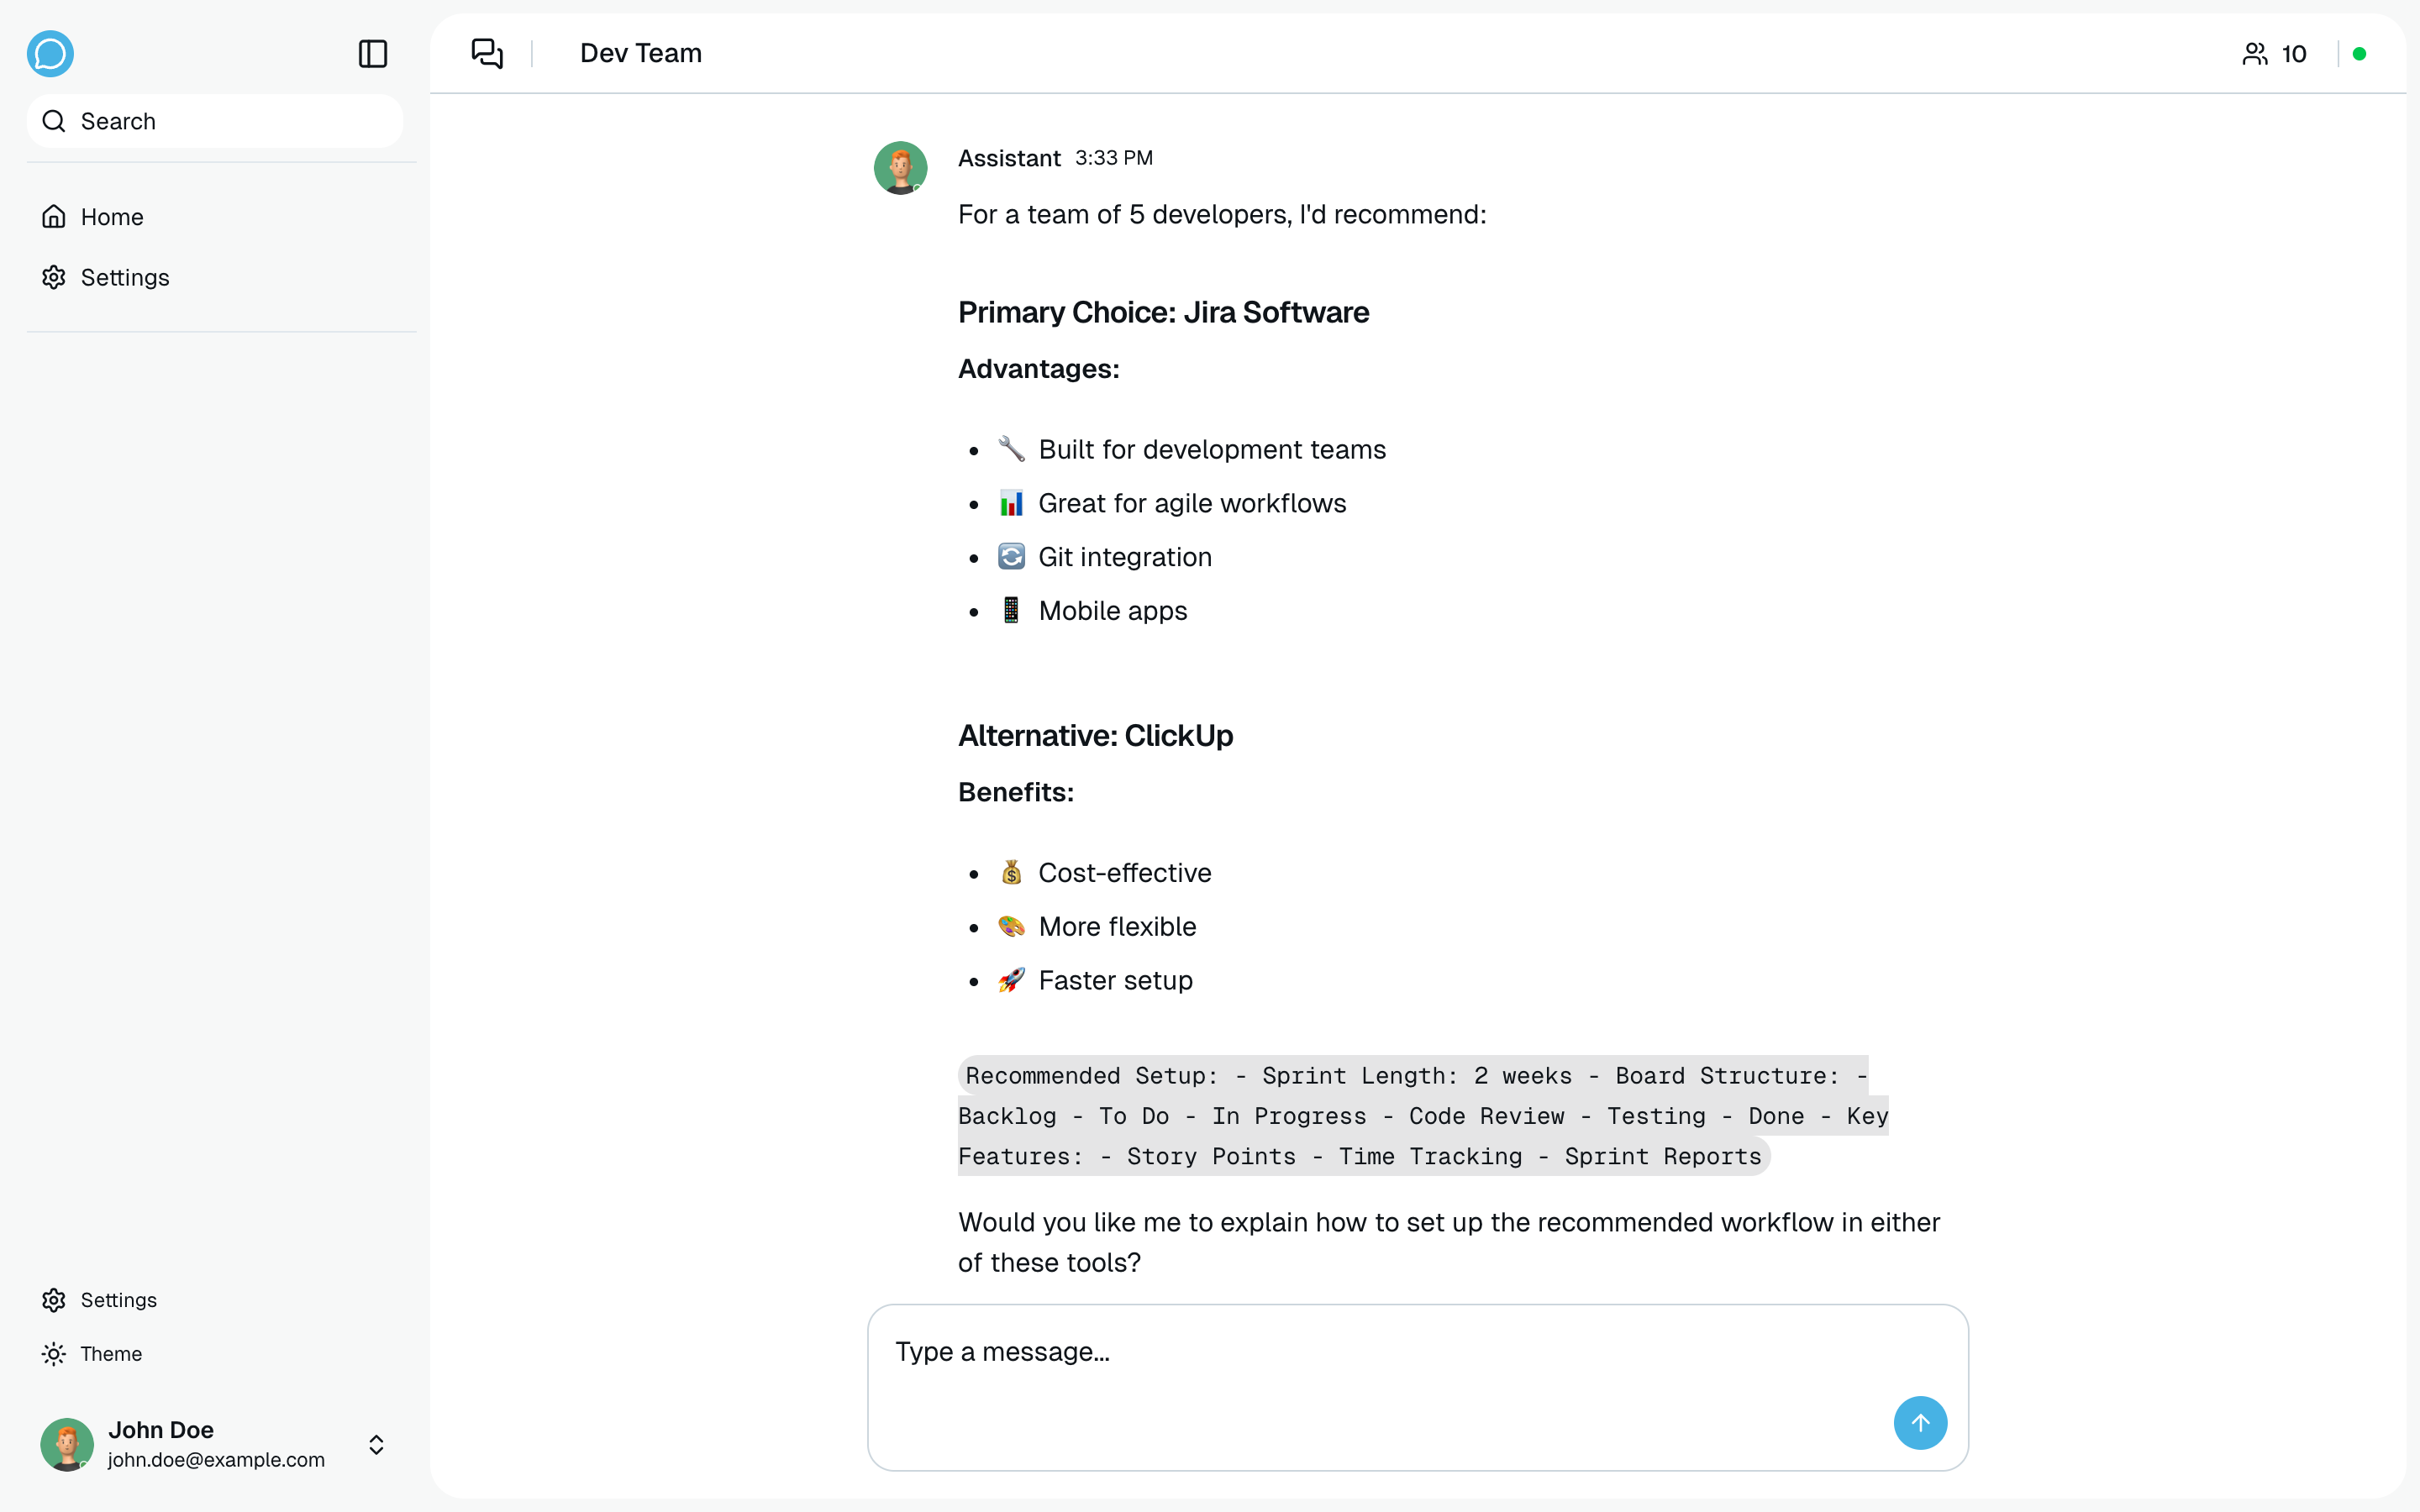 Search
Home
Settings
Settings
Theme
John Doe
john.doe@example.com
Dev Team
10
Assistant 3:33 PM
For a team of 5 developers, I'd recommend:
Primary Choice: Jira Software
Advantages:
• 🔧 Built for development teams
• 📊 Great for agile workflows
• 🔄 Git integration
• 📱 Mobile apps
Alternative: ClickUp
Benefits:
• 💰 Cost-effective
• 🎨 More flexible
• 🚀 Faster setup
Recommended Setup: - Sprint Length: 2 weeks - Board Structure: -
Backlog - To Do - In Progress - Code Review - Testing - Done - Key
Features: - Story Points - Time Tracking - Sprint Reports
Would you like me to explain how to set up the recommended workflow in either
of these tools?
Type a message...